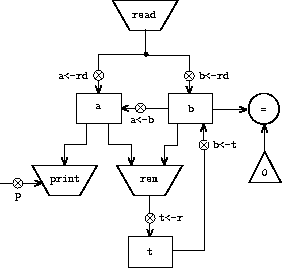 read
a<-rd
b<-rd
a
a<-b
b
=
b<-t
print
rem
0
P
t<-r
t